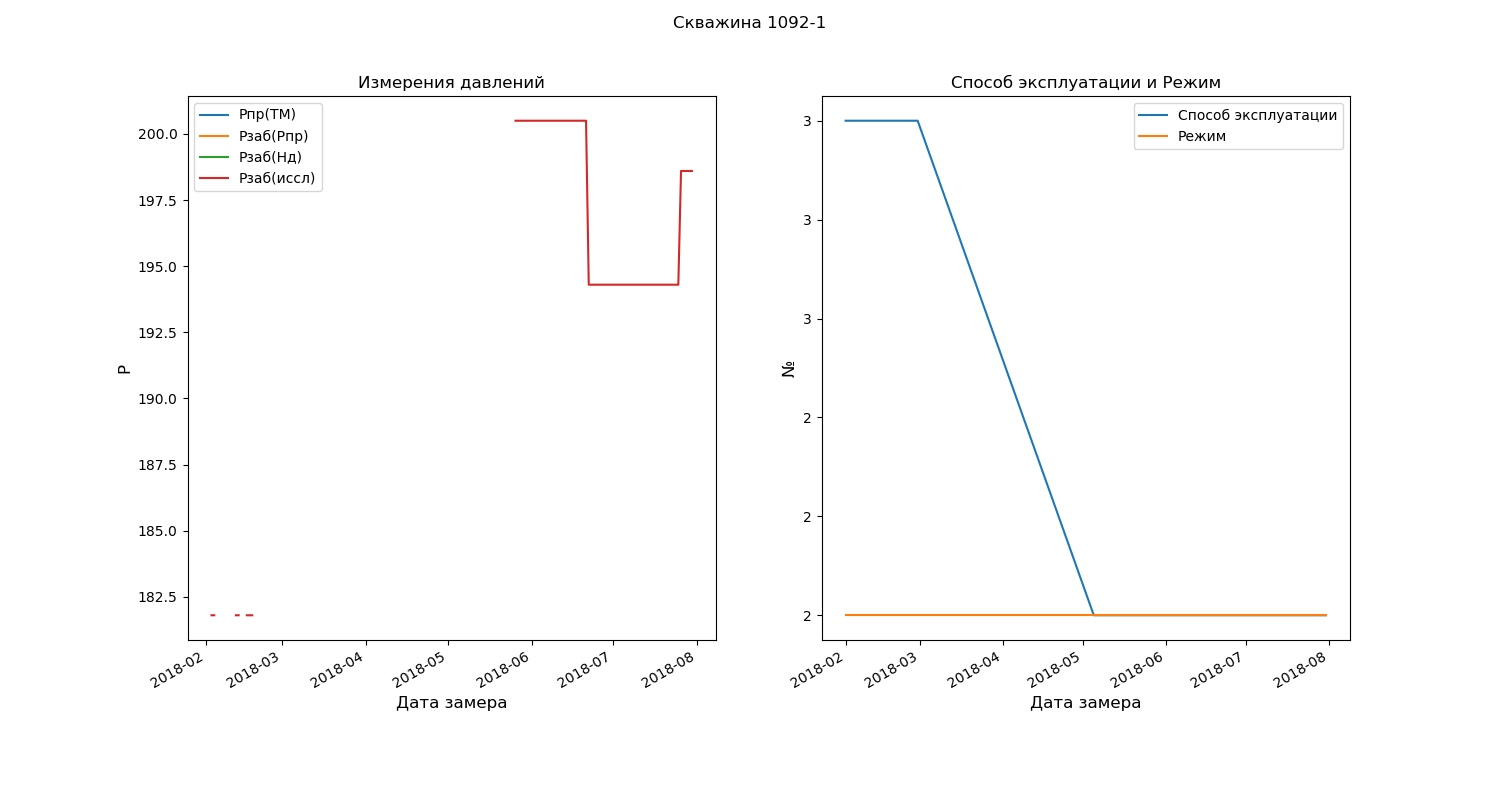 Скважина 1092-1
Измерения давлений
Рпр(ТМ)
Рзаб(Рпр)
Рзаб(Нд)
Рзаб(иссл)
200.0
197.5
195.0
192.5
190.0
187.5
185.0
182.5
P
2018-02
2018-03
2018-04
2018-05
2018-06
2018-07
2018-08
Дата замера
Способ эксплуатации и Режим
Способ эксплуатации
Режим
3
3
3
2
2
2
№
2018-02
2018-03
2018-04
2018-05
2018-06
2018-07
2018-08
Дата замера